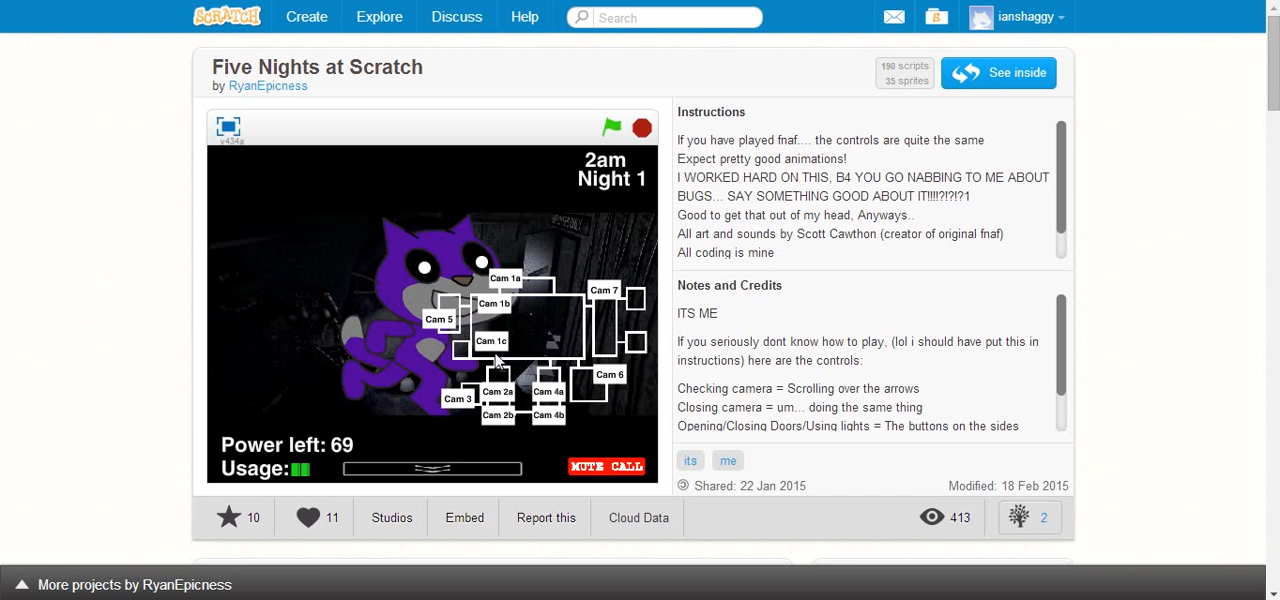 SCRATCH Create Explore Discuss Help Search ianshaggy
Five Nights at Scratch
by RyanEpicness
190 scripts
35 sprites
See inside
v434a
2am
Night 1
Cam 1a
Cam 7
Cam 1b
Cam 5
Cam 1c
Cam 6
Cam 3
Cam 2a
Cam 4a
Cam 2b
Cam 4b
Power left: 69
Usage:
MUTE CALL
Instructions
If you have played fnaf.... the controls are quite the same
Expect pretty good animations!
I WORKED HARD ON THIS, B4 YOU GO NABBING TO ME ABOUT
BUGS... SAY SOMETHING GOOD ABOUT IT!!!!?!?!?1
Good to get that out of my head, Anyways..
All art and sounds by Scott Cawthon (creator of original fnaf)
All coding is mine
Notes and Credits
ITS ME
If you seriously dont know how to play, (lol i should have put this in
instructions) here are the controls:
Checking camera = Scrolling over the arrows
Closing camera = um... doing the same thing
Opening/Closing Doors/Using lights = The buttons on the sides
its me
Shared: 22 Jan 2015 Modified: 18 Feb 2015
10 11 Studios Embed Report this Cloud Data 413 2
More projects by RyanEpicness